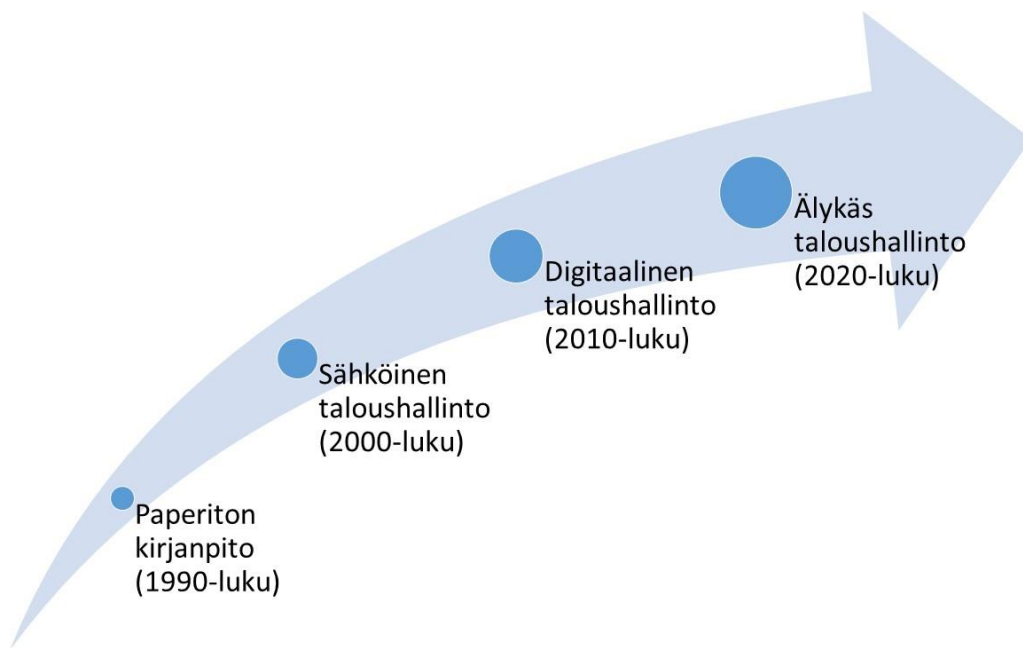 Paperiton
kirjanpito
(1990-luku)
Sähköinen
taloushallinto
(2000-luku)
Digitaalinen
taloushallinto
(2010-luku)
Älykäs
taloushallinto
(2020-luku)